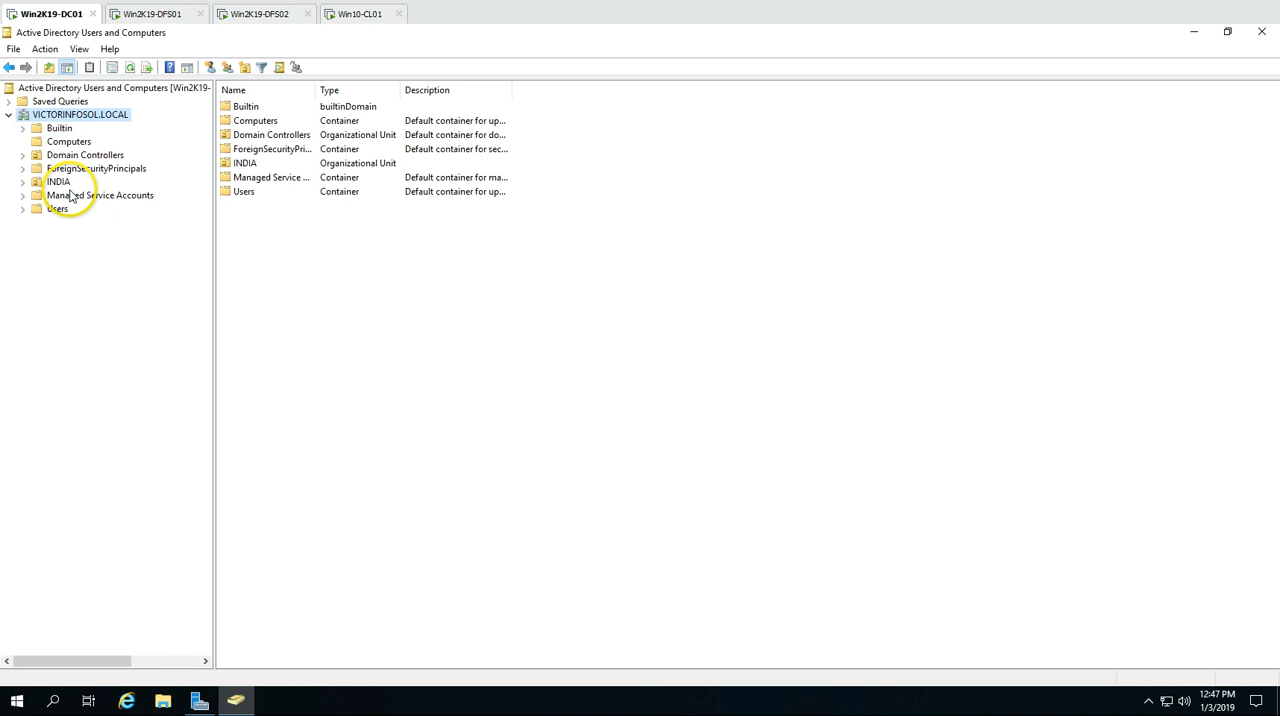 Win2K19-DC01 Win2K19-DFS01 Win2K19-DFS02 Win10-CL01
Active Directory Users and Computers
File Action View Help
Active Directory Users and Computers [Win2K19-
Saved Queries
VICTORINFOSOL.LOCAL
Builtin
Computers
Domain Controllers
ForeignSecurityPrincipals
INDIA
Managed Service Accounts
Users
Name Type Description
Builtin builtinDomain
Computers Container Default container for up...
Domain Controllers Organizational Unit Default container for do...
ForeignSecurityPri... Container Default container for sec...
INDIA Organizational Unit
Managed Service ... Container Default container for ma...
Users Container Default container for up...
12:47 PM
1/3/2019